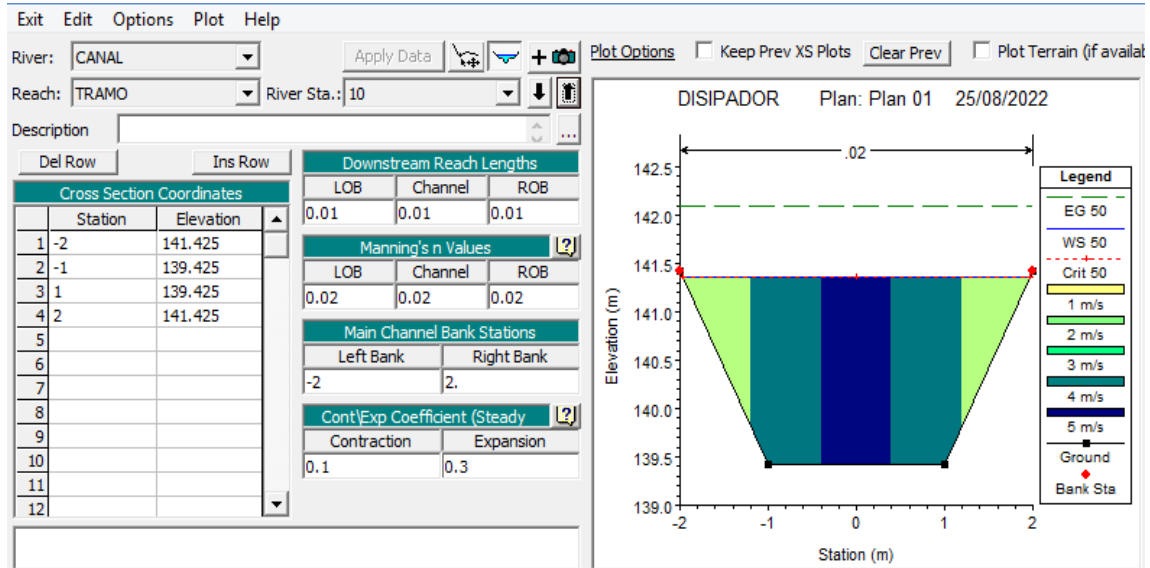 Exit Edit Options Plot Help
River: CANAL Apply Data + Plot Options Keep Prev XS Plots Clear Prev Plot Terrain (if availab
Reach: TRAMO River Sta.: 10
Description ...
Del Row Ins Row
Cross Section Coordinates
Station Elevation
1 -2 141.425
2 -1 139.425
3 1 139.425
4 2 141.425
5
6
7
8
9
10
11
12
Downstream Reach Lengths
LOB Channel ROB
0.01 0.01 0.01
Manning's n Values
LOB Channel ROB
0.02 0.02 0.02
Main Channel Bank Stations
Left Bank Right Bank
-2 2.
Cont\Exp Coefficient (Steady
Contraction Expansion
0.1 0.3
DISIPADOR Plan: Plan 01 25/08/2022
.02
142.5
142.0
141.5
141.0
140.5
140.0
139.5
139.0
Elevation (m)
-2 -1 0 1 2
Station (m)
Legend
EG 50
WS 50
Crit 50
1 m/s
2 m/s
3 m/s
4 m/s
5 m/s
Ground
Bank Sta